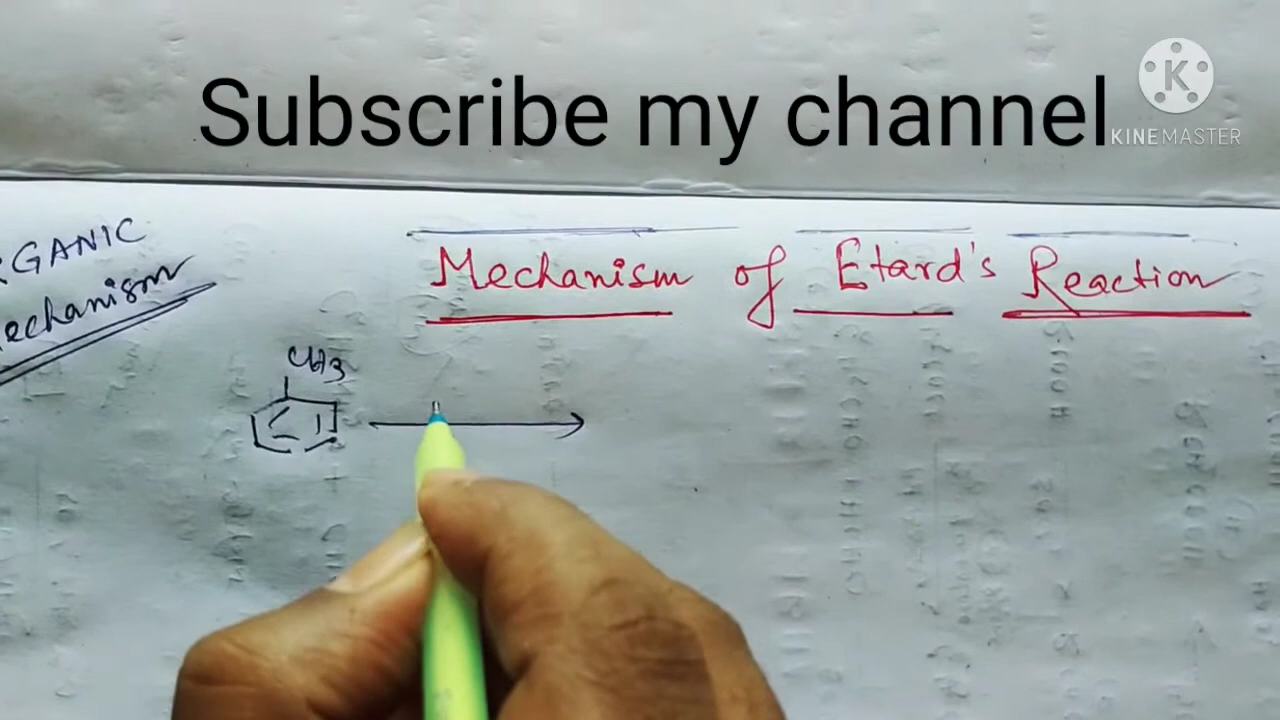 Subscribe my channel
KINEMASTER
RGANIC
echanism
Mechanism of Etard's Reaction
CH3